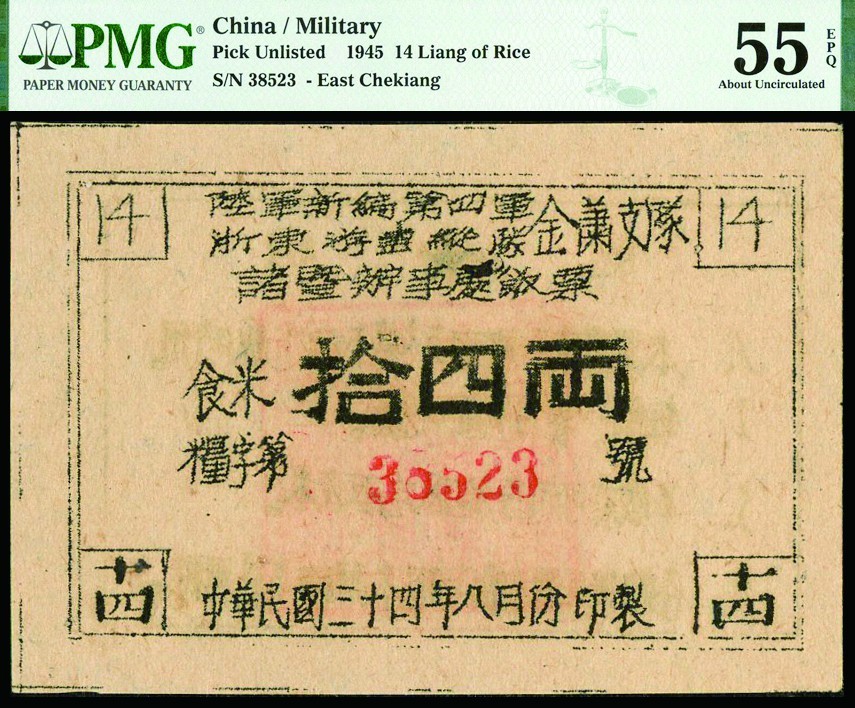 PMG®
PAPER MONEY GUARANTY
China / Military
Pick Unlisted 1945 14 Liang of Rice
S/N 38523 - East Chekiang
55 EPQ
About Uncirculated
14
陸軍新編第四軍
浙東游擊縱隊
金蕭支隊
14
諸暨辦事處飯票
食米 拾四両
糧字第 38523 號
十四
中華民國三十四年八月份印製
十四